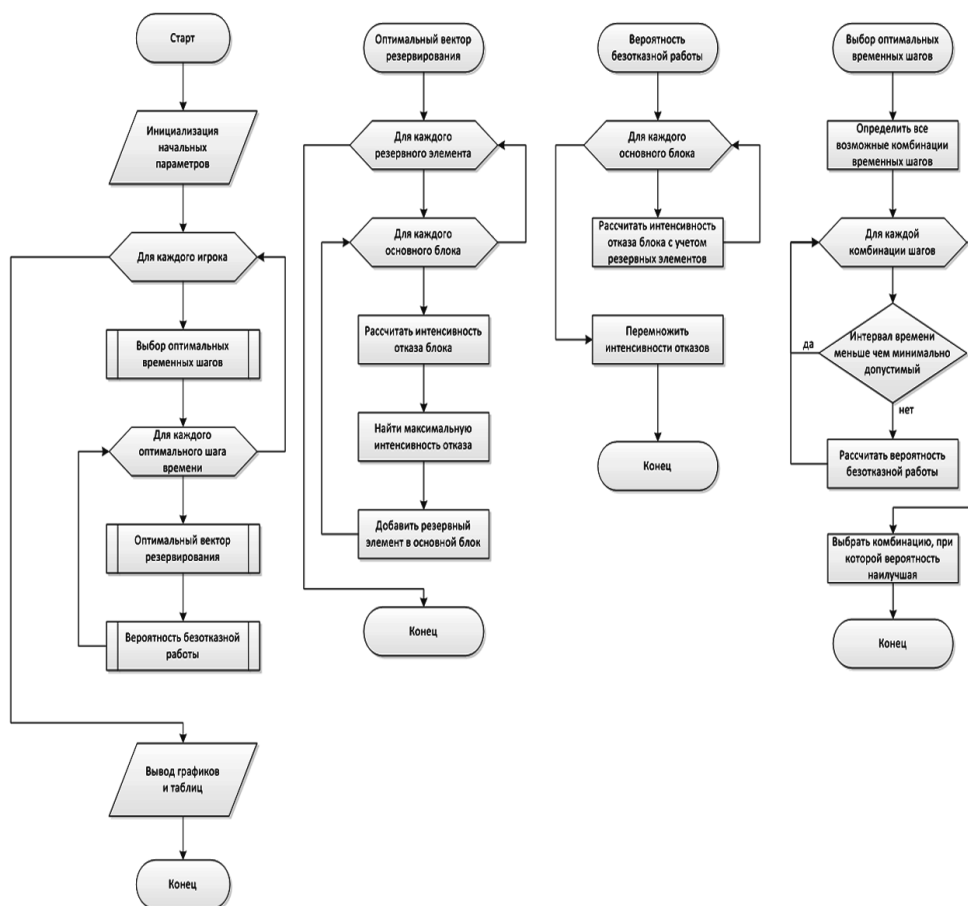 Старт
Инициализация
начальных
параметров
Для каждого игрока
Выбор оптимальных
временных шагов
Для каждого
оптимального шага
времени
Оптимальный вектор
резервирования
Вероятность безотказной
работы
Вывод графиков
и таблиц
Конец
Оптимальный вектор
резервирования
Для каждого
резервного элемента
Для каждого
основного блока
Рассчитать интенсивность
отказа блока
Найти максимальную
интенсивность отказа
Добавить резервный
элемент в основной блок
Конец
Вероятность
безотказной работы
Для каждого
основного блока
Рассчитать интенсивность
отказа блока с учетом
резервных элементов
Перемножить
интенсивности отказов
Конец
Выбор оптимальных
временных шагов
Определить все
возможные комбинации
временных шагов
Для каждой
комбинации шагов
Интервал времени
меньше чем минимально
допустимый
да
нет
Рассчитать вероятность
безотказной работы
Выбрать комбинацию, при
которой вероятность
наилучшая
Конец